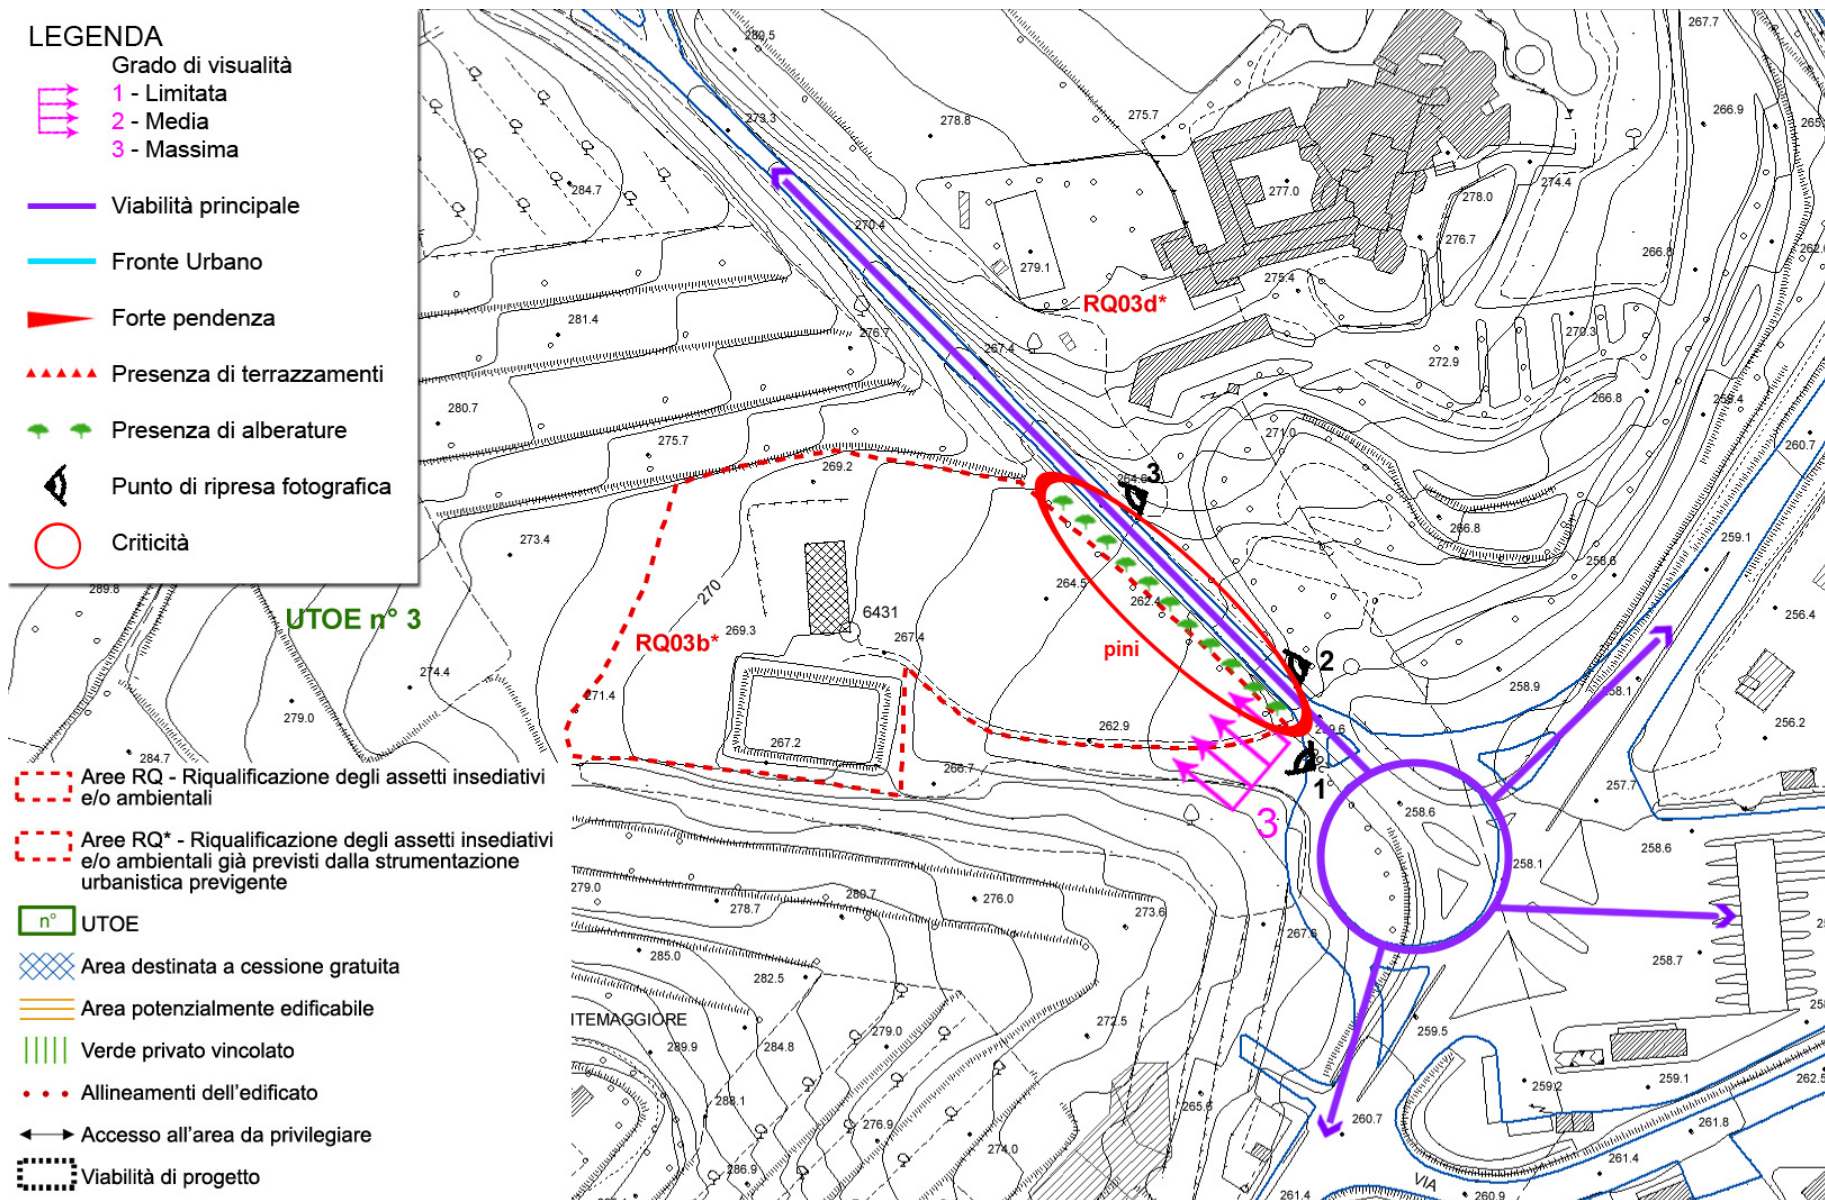 LEGENDA
Grado di visualità
1 - Limitata
2 - Media
3 - Massima
Viabilità principale
Fronte Urbano
Forte pendenza
Presenza di terrazzamenti
Presenza di alberature
Punto di ripresa fotografica
Criticità
UTOE n° 3
Aree RQ - Riqualificazione degli assetti insediativi
e/o ambientali
Aree RQ* - Riqualificazione degli assetti insediativi
e/o ambientali già previsti dalla strumentazione
urbanistica previgente
n° UTOE
Area destinata a cessione gratuita
Area potenzialmente edificabile
Verde privato vincolato
Allineamenti dell'edificato
Accesso all'area da privilegiare
Viabilità di progetto
280.5
267.7
273.3
278.8
275.7
266.9
284.7
277.0
274.4
278.0
270.4
276.7
266.8
279.1
275.4
RQ03d*
281.4
276.7
267.4
270.3
272.9
280.7
266.8
259.4
275.7
271.0
260.7
269.2
3
273.4
266.8
259.1
264.5
258.6
289.8
270
262.4
6431
256.4
269.3
267.4
RQ03b*
pini
2
274.4
258.9
258.1
271.4
279.0
256.2
267.2
262.9
284.7
266.7
1
257.7
3
258.6
258.6
258.1
279.0
278.7
280.7
276.0
273.6
267.6
285.0
258.7
282.5
ITEMAGGIORE
279.0
272.5
259.5
289.9
284.8
259.2
259.1
262.5
288.1
265.6
276.9
260.7
261.8
274.0
286.9
261.4
VIA
261.4
260.9